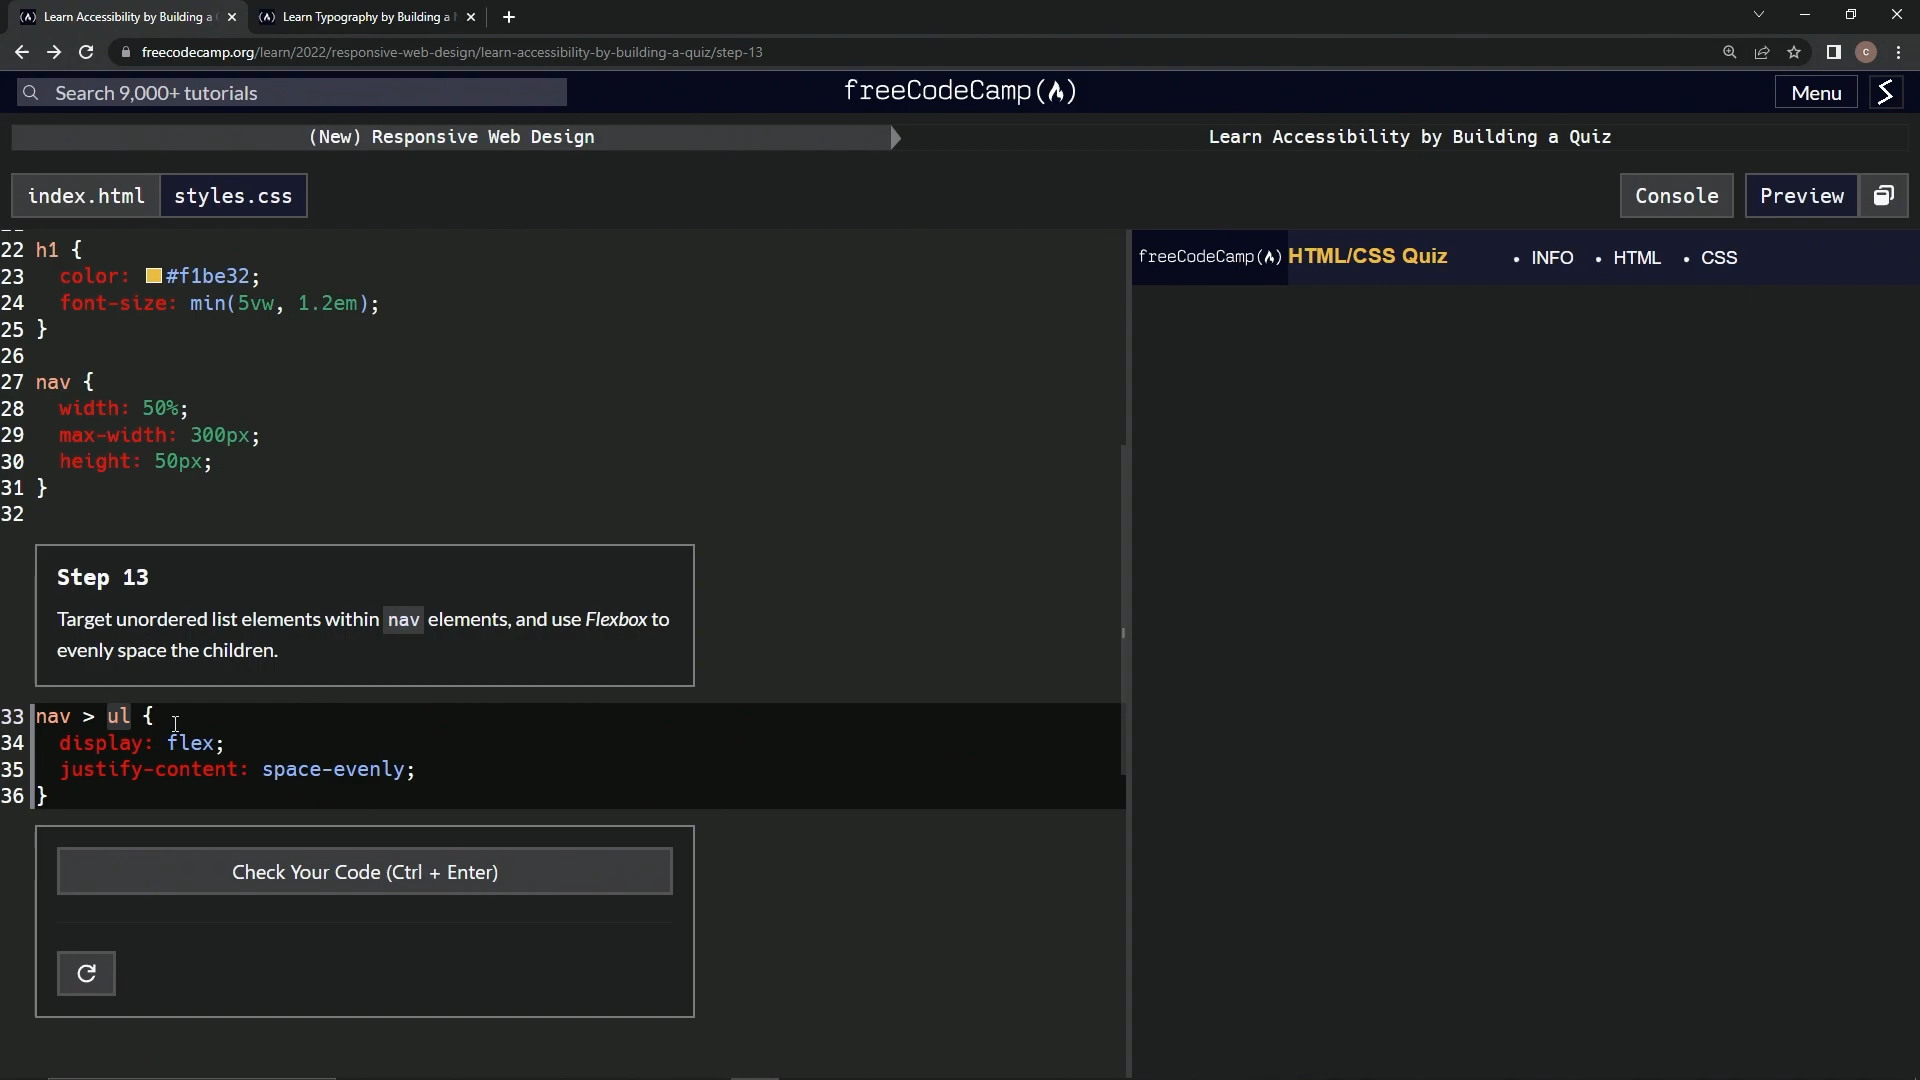 Learn Accessibility by Building a
Learn Typography by Building a
freecodecamp.org/learn/2022/responsive-web-design/learn-accessibility-by-building-a-quiz/step-13
C
Search 9,000+ tutorials
freeCodeCamp(🔥)
Menu
(New) Responsive Web Design
Learn Accessibility by Building a Quiz
index.html
styles.css
Console
Preview
22 h1 {
23 color: #f1be32;
24 font-size: min(5vw, 1.2em);
25 }
26
27 nav {
28 width: 50%;
29 max-width: 300px;
30 height: 50px;
31 }
32
Step 13
Target unordered list elements within nav elements, and use Flexbox to
evenly space the children.
33 nav > ul {
34 display: flex;
35 justify-content: space-evenly;
36 }
Check Your Code (Ctrl + Enter)
freeCodeCamp(🔥) HTML/CSS Quiz
• INFO • HTML • CSS